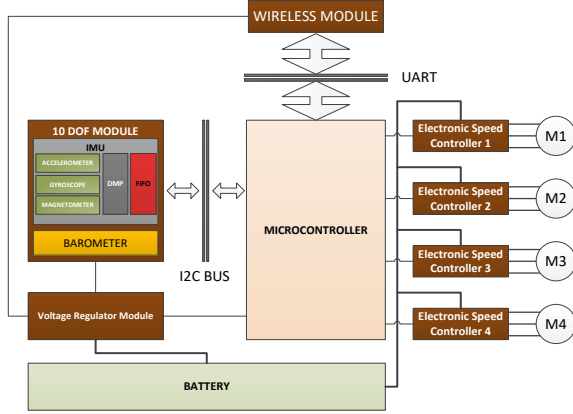 WIRELESS MODULE
UART
10 DOF MODULE
IMU
ACCELEROMETER
GYROSCOPE
MAGNETOMETER
DMP
FIFO
BAROMETER
I2C BUS
MICROCONTROLLER
Electronic Speed
Controller 1
M1
Electronic Speed
Controller 2
M2
Electronic Speed
Controller 3
M3
Electronic Speed
Controller 4
M4
Voltage Regulator Module
BATTERY